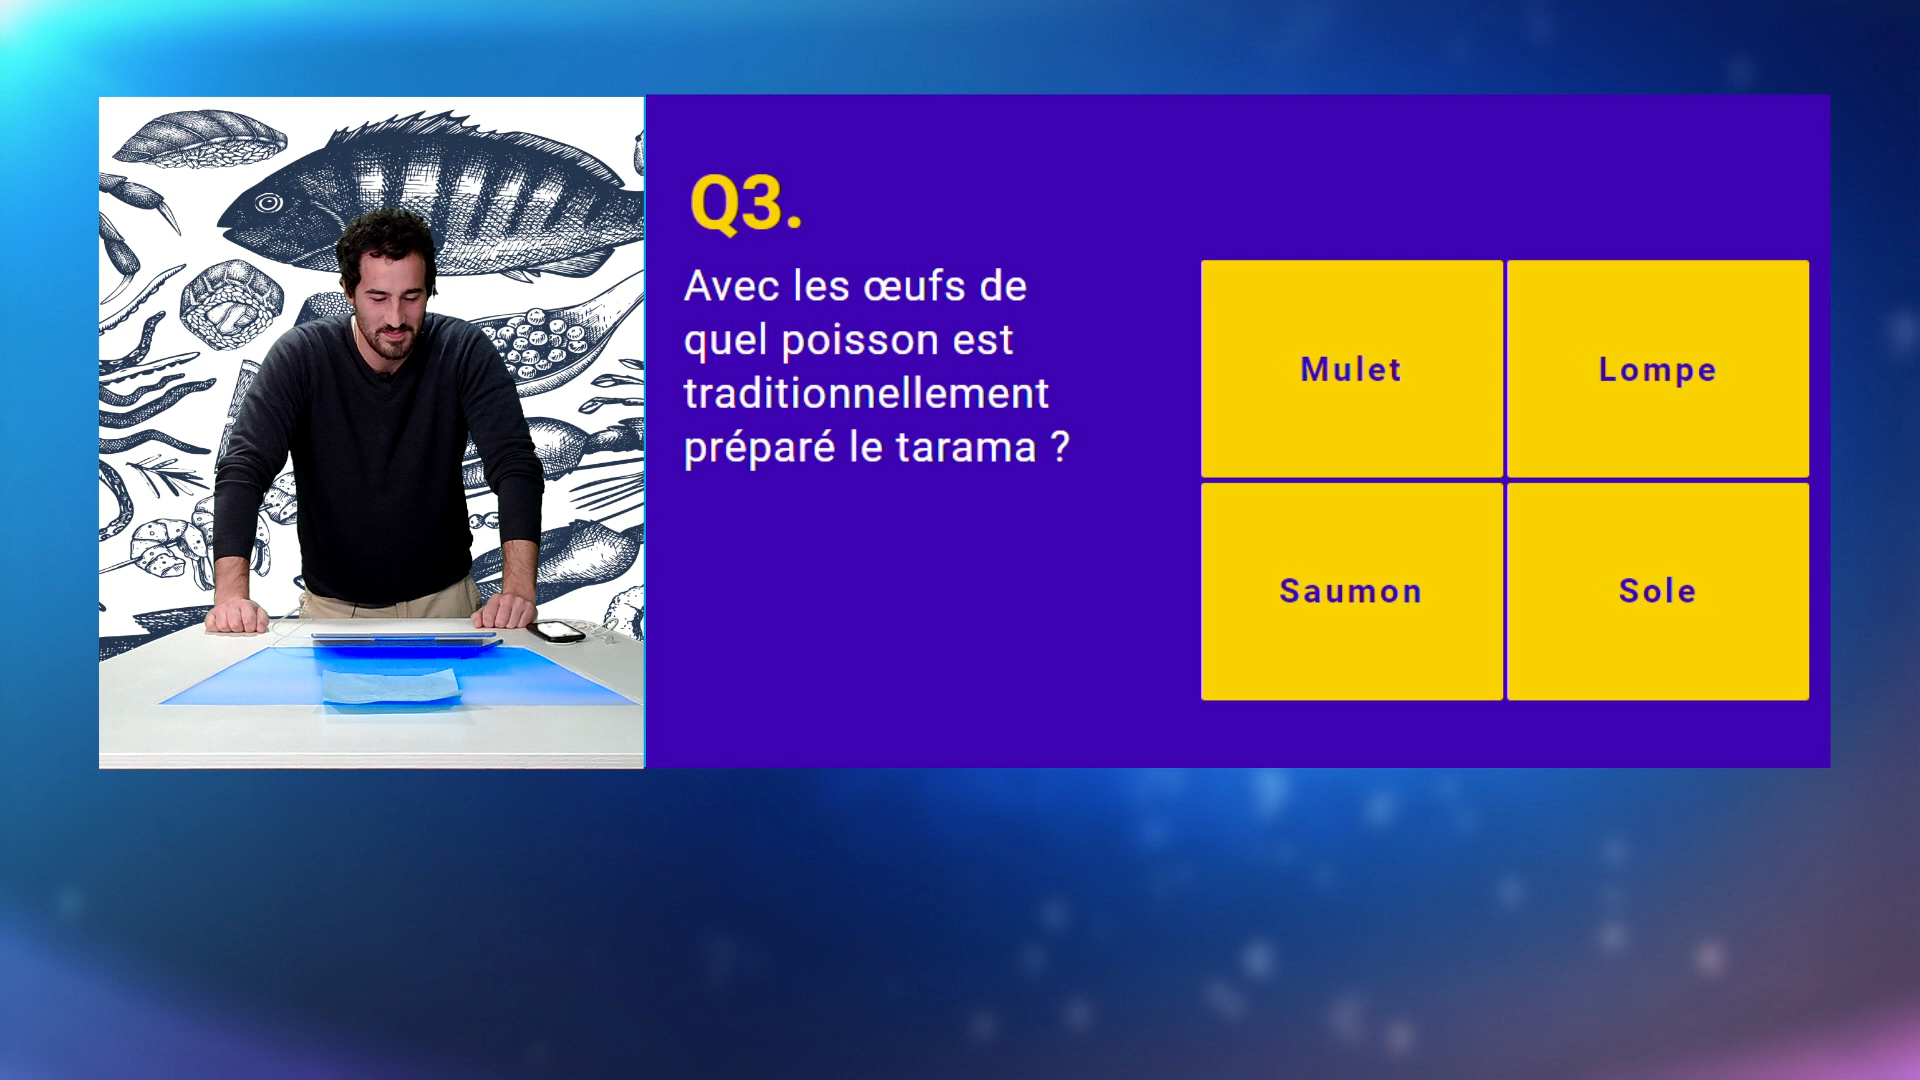 Q3.
Avec les œufs de
quel poisson est
traditionnellement
préparé le tarama ?
Mulet
Lompe
Saumon
Sole